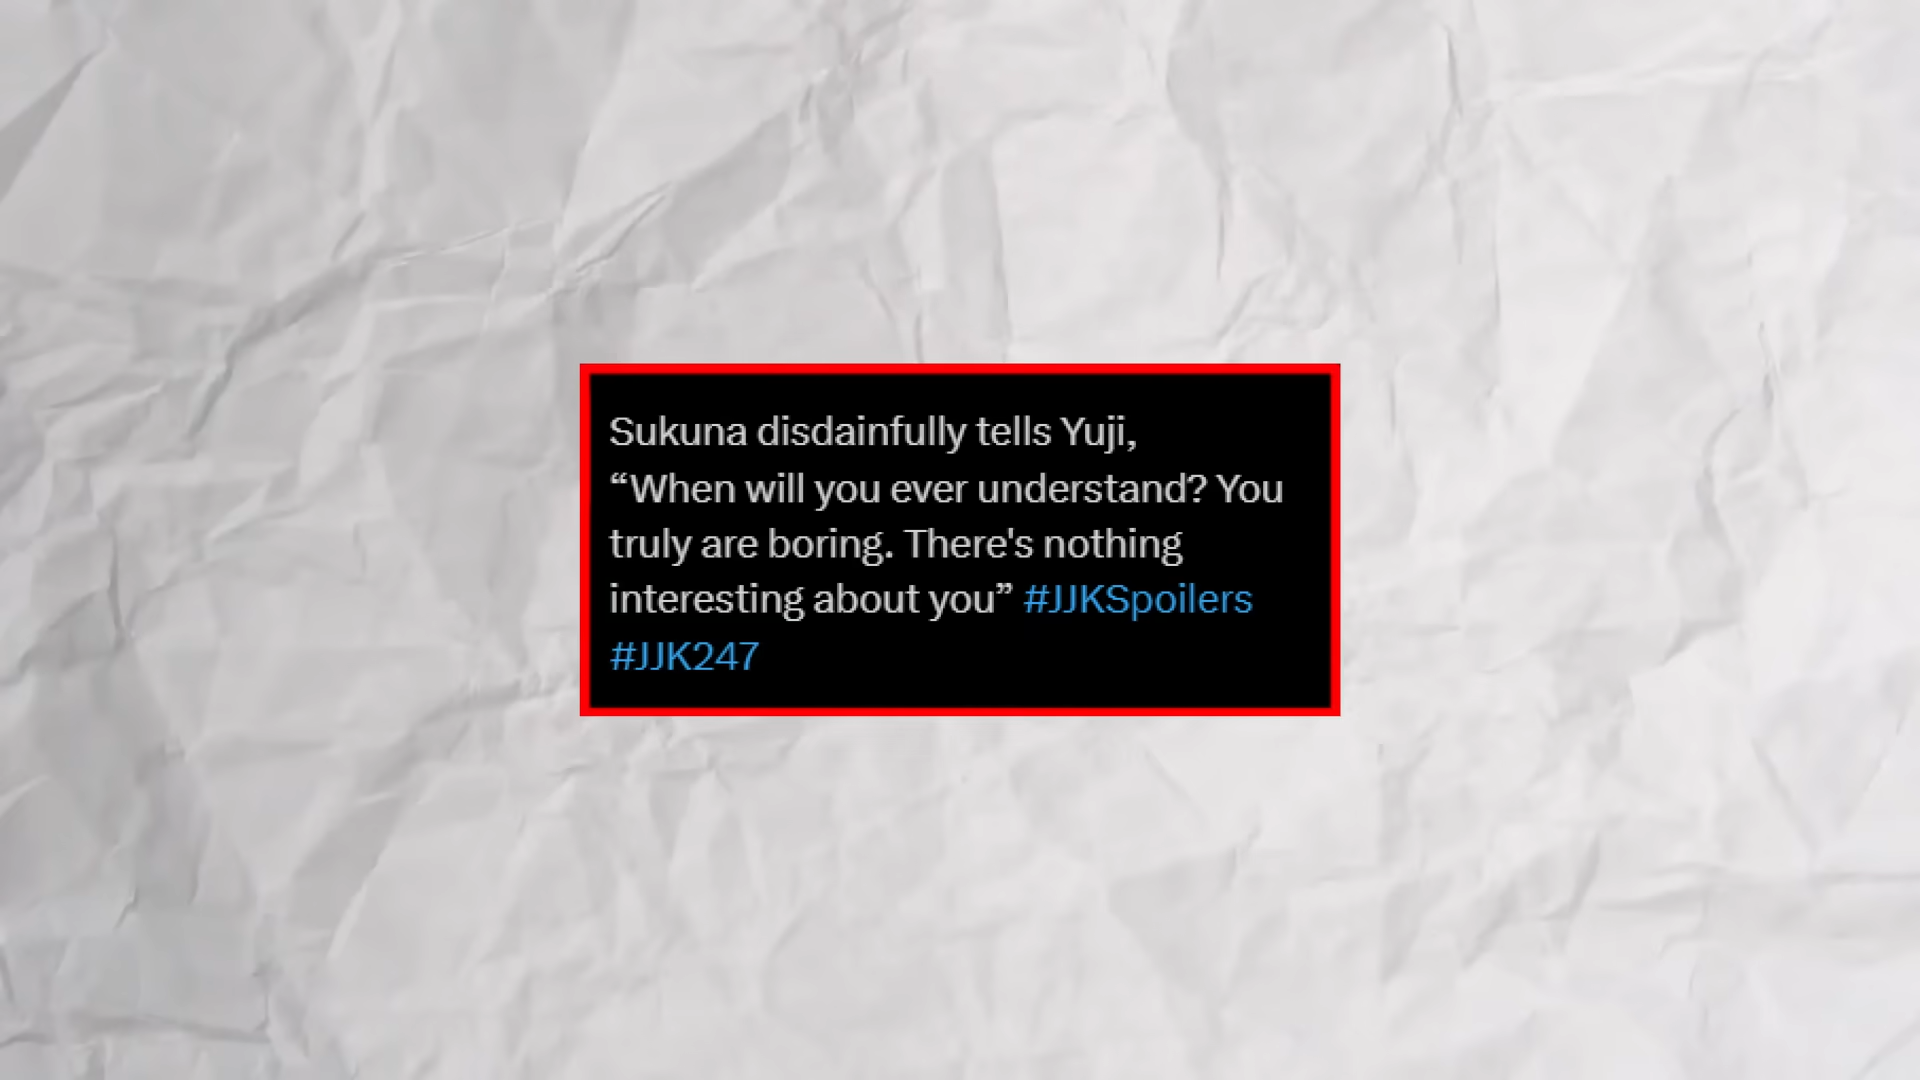 Sukuna disdainfully tells Yuji,
“When will you ever understand? You
truly are boring. There's nothing
interesting about you” #JJKSpoilers
#JJK247